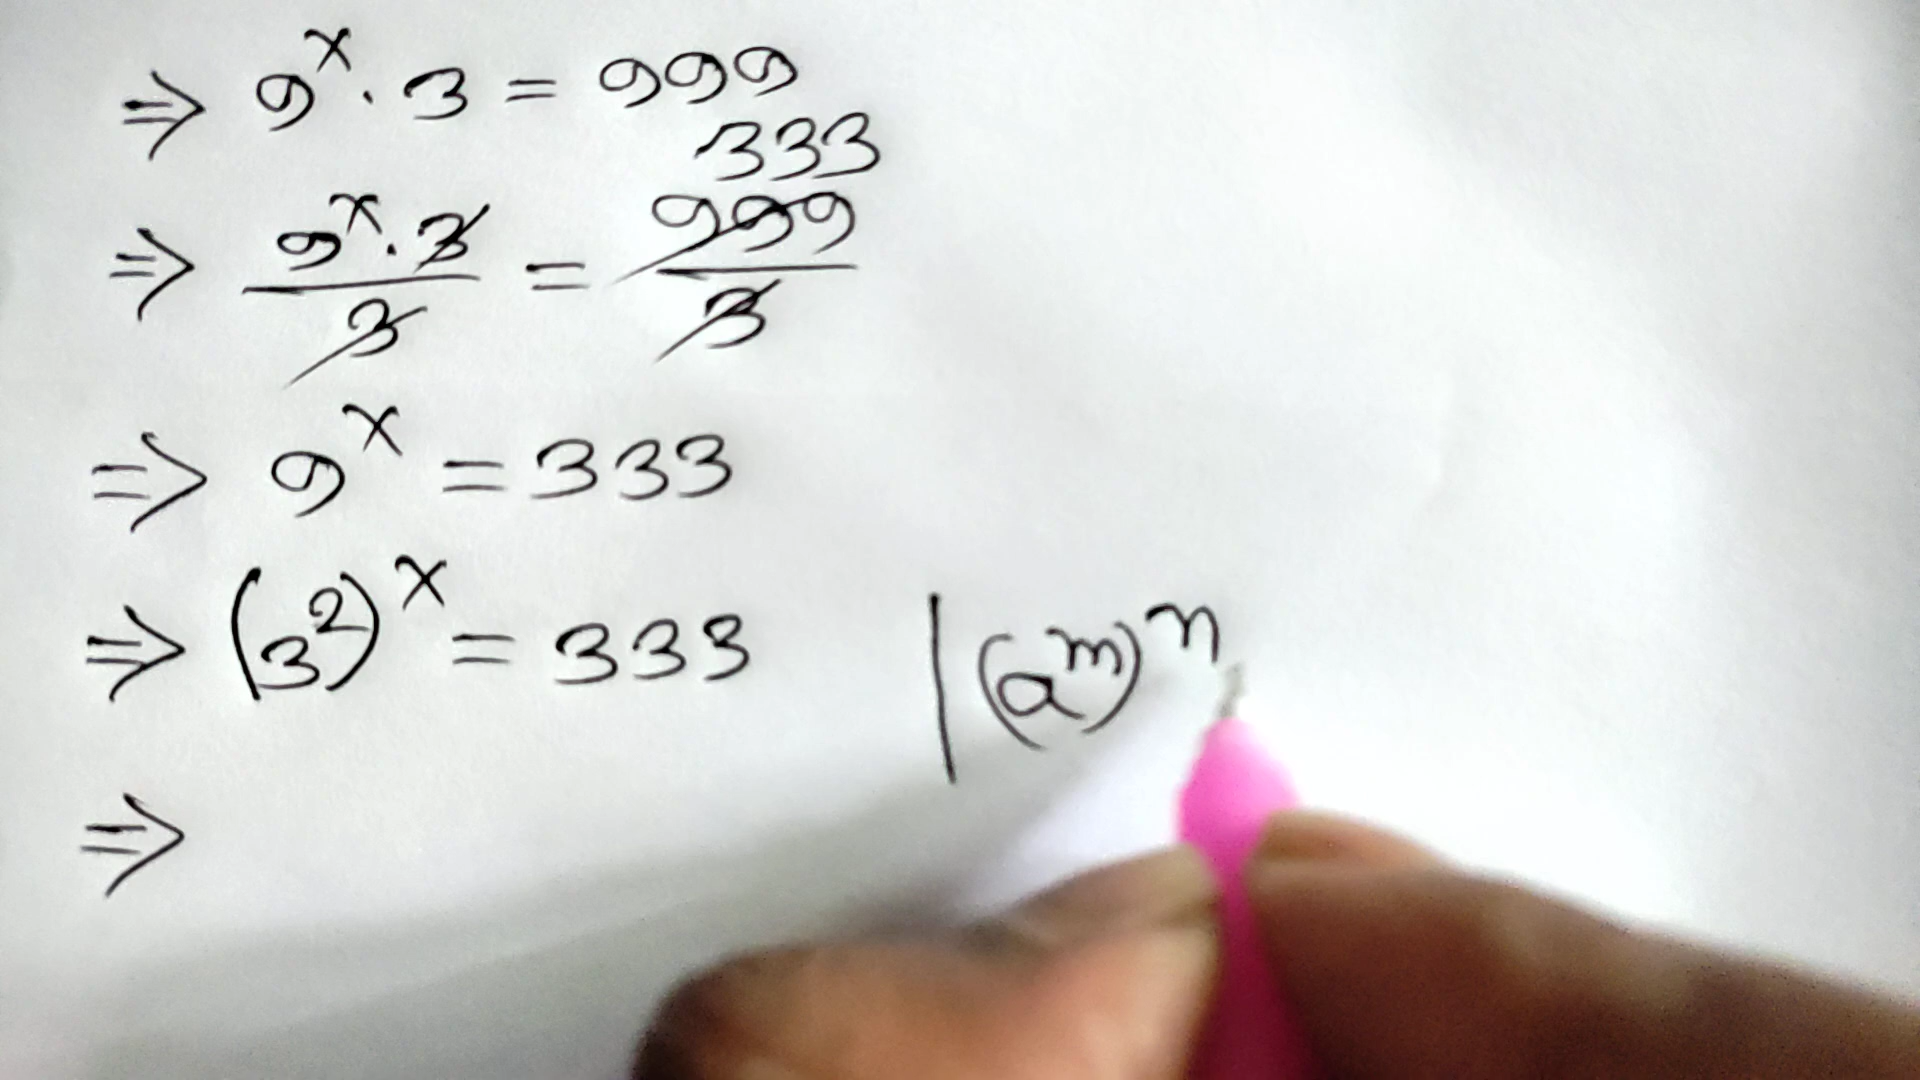 ⇒ 9^x · 3 = 999
333
⇒ 9^x · 3 / 3 = 999 / 3
⇒ 9^x = 333
⇒ (3^2)^x = 333 | (a^m)^n
⇒